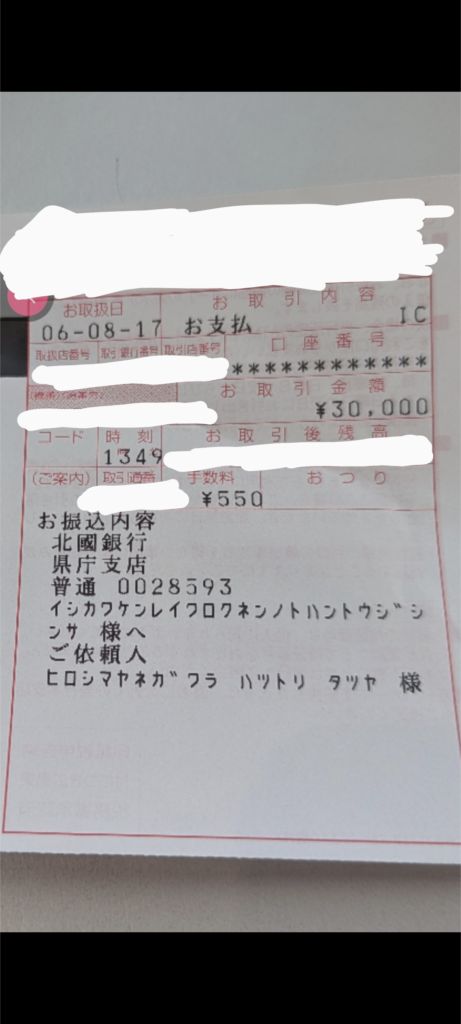 お取扱日 お取引内容
06-08-17 お支払 IC
取扱店番号 取引銀行番号 取引店番号 口座番号
************
お取引金額
¥30,000
コード 時刻 お取引後残高
1349
(ご案内) 取引通番 手数料 おつり
¥550
お振込内容
北國銀行
県庁支店
普通 0028593
イシカワケンレイワロクネンノトハントウジシ
ンサ 様へ
ご依頼人
ヒロシマヤネガワラ ハツトリ タツヤ 様